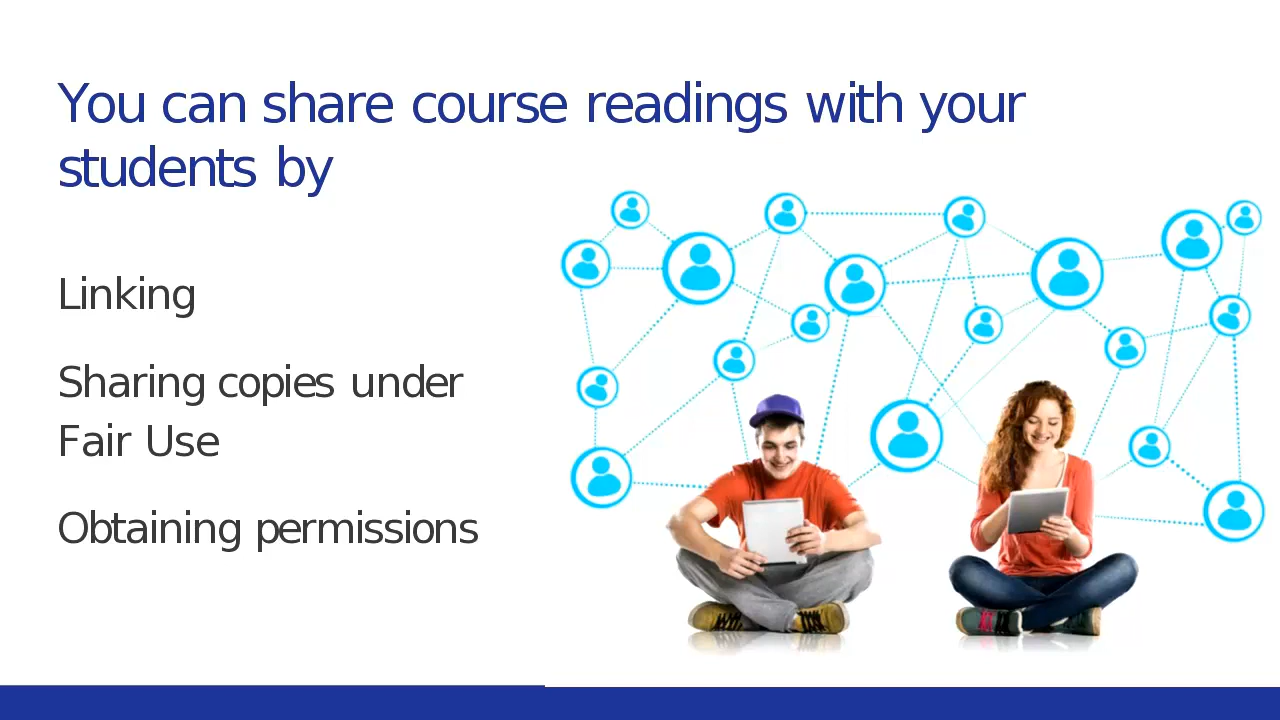 You can share course readings with your
students by
Linking
Sharing copies under
Fair Use
Obtaining permissions